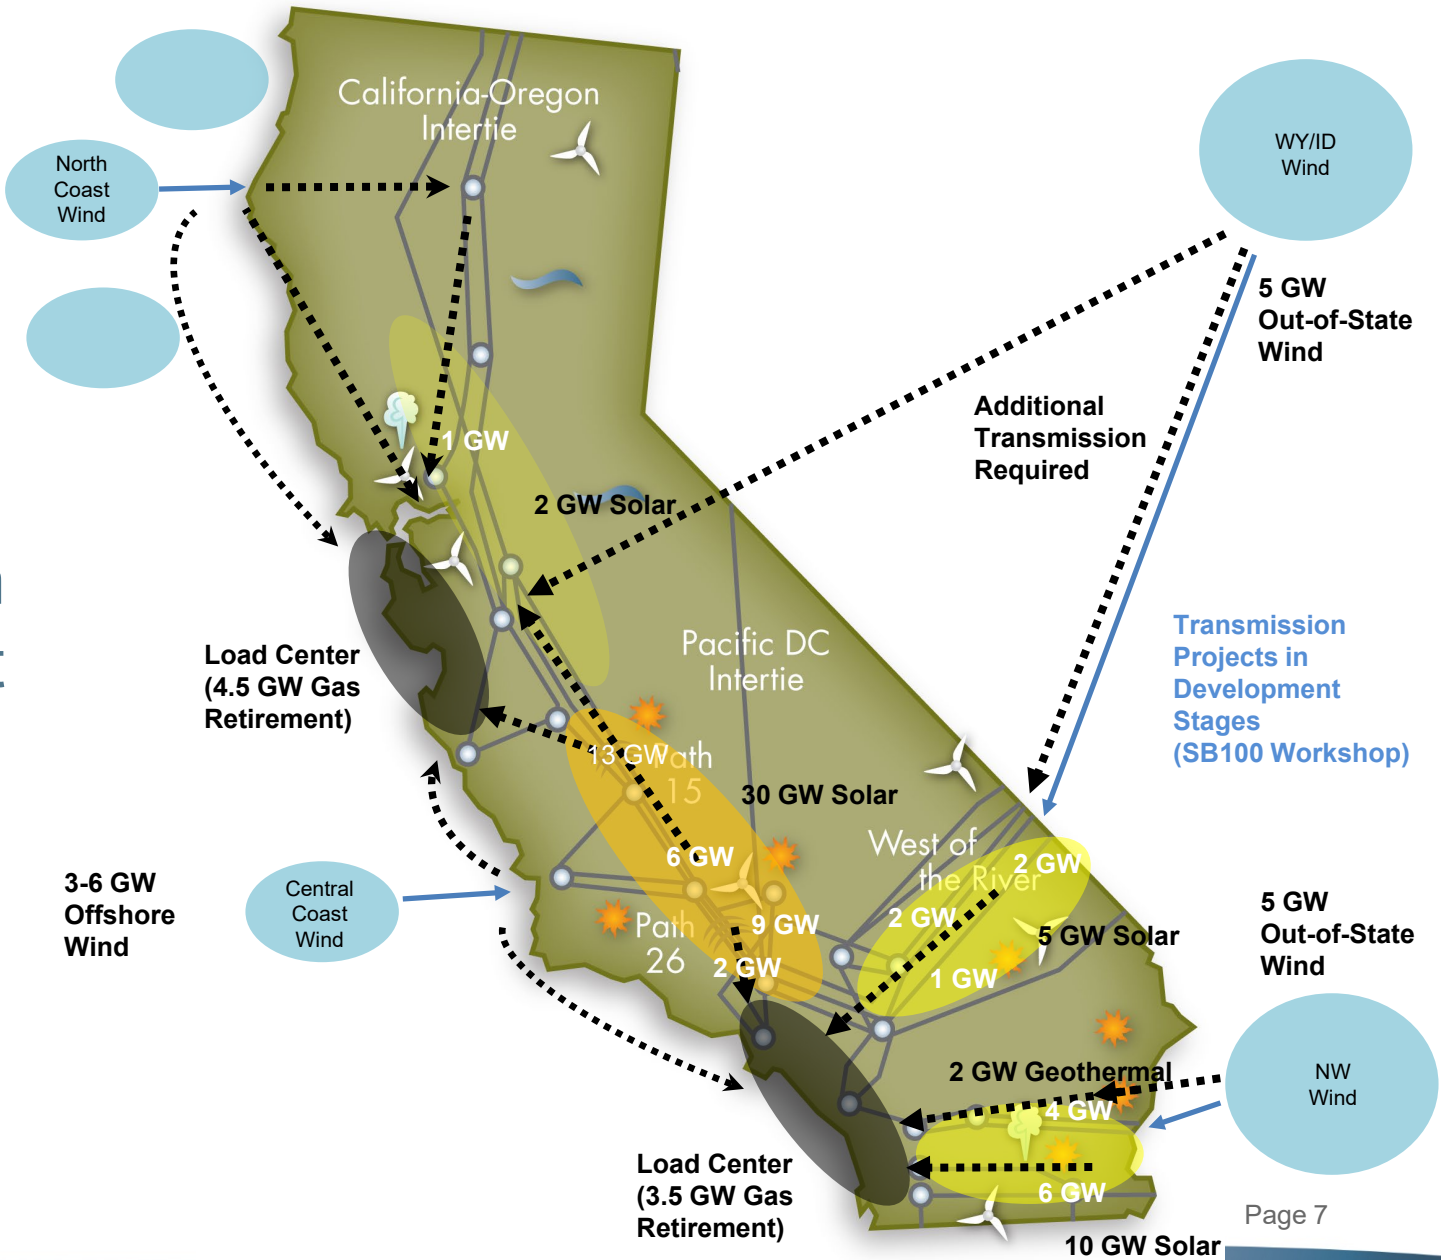 California-Oregon
Intertie
North
Coast
Wind
WY/ID
Wind
5 GW
Out-of-State
Wind
Additional
Transmission
Required
1 GW
2 GW Solar
Transmission
Projects in
Development
Stages
(SB100 Workshop)
Load Center
(4.5 GW Gas
Retirement)
Pacific DC
Intertie
13 GW
Path
15
30 GW Solar
6 GW
West of
the River
2 GW
2 GW
1 GW
5 GW Solar
3-6 GW
Offshore
Wind
Central
Coast
Wind
9 GW
Path
26
2 GW
5 GW
Out-of-State
Wind
2 GW Geothermal
4 GW
NW
Wind
6 GW
Load Center
(3.5 GW Gas
Retirement)
10 GW Solar
Page 7